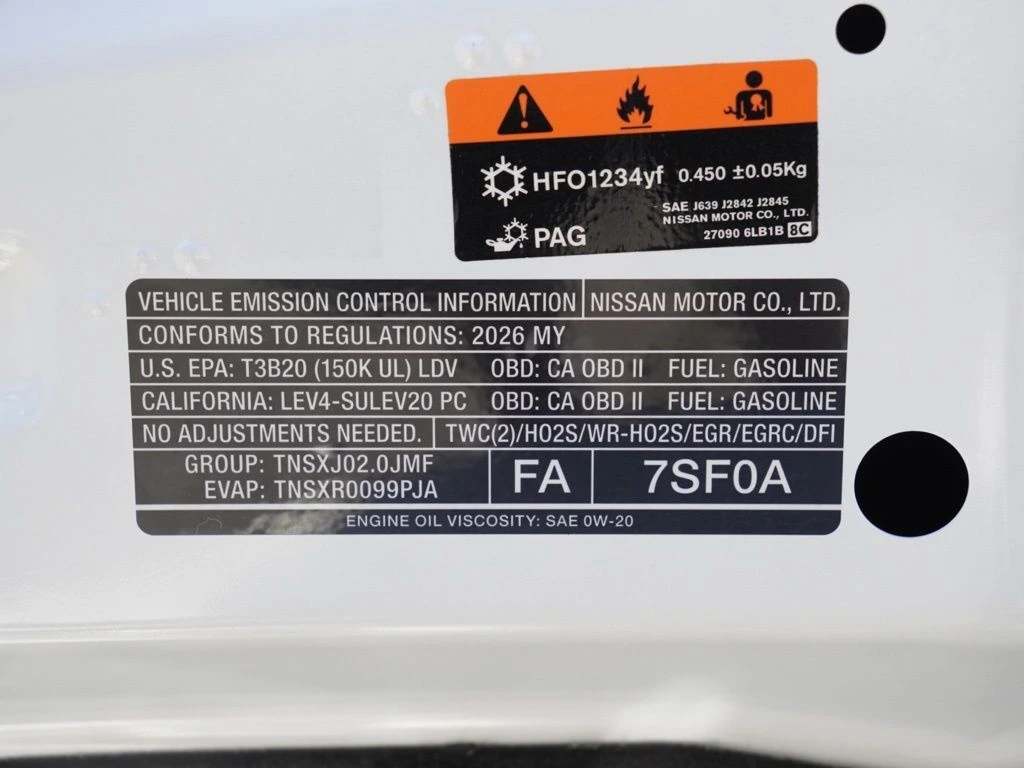 HFO1234yf 0.450 ±0.05Kg
SAE J639 J2842 J2845
NISSAN MOTOR CO., LTD.
PAG
27090 6LB1B 8C
VEHICLE EMISSION CONTROL INFORMATION NISSAN MOTOR CO., LTD.
CONFORMS TO REGULATIONS: 2026 MY
U.S. EPA: T3B20 (150K UL) LDV OBD: CA OBD II FUEL: GASOLINE
CALIFORNIA: LEV4-SULEV20 PC OBD: CA OBD II FUEL: GASOLINE
NO ADJUSTMENTS NEEDED. TWC(2)/HO2S/WR-HO2S/EGR/EGRC/DFI
GROUP: TNSXJ02.0JMF
EVAP: TNSXR0099PJA
FA 7SF0A
ENGINE OIL VISCOSITY: SAE 0W-20